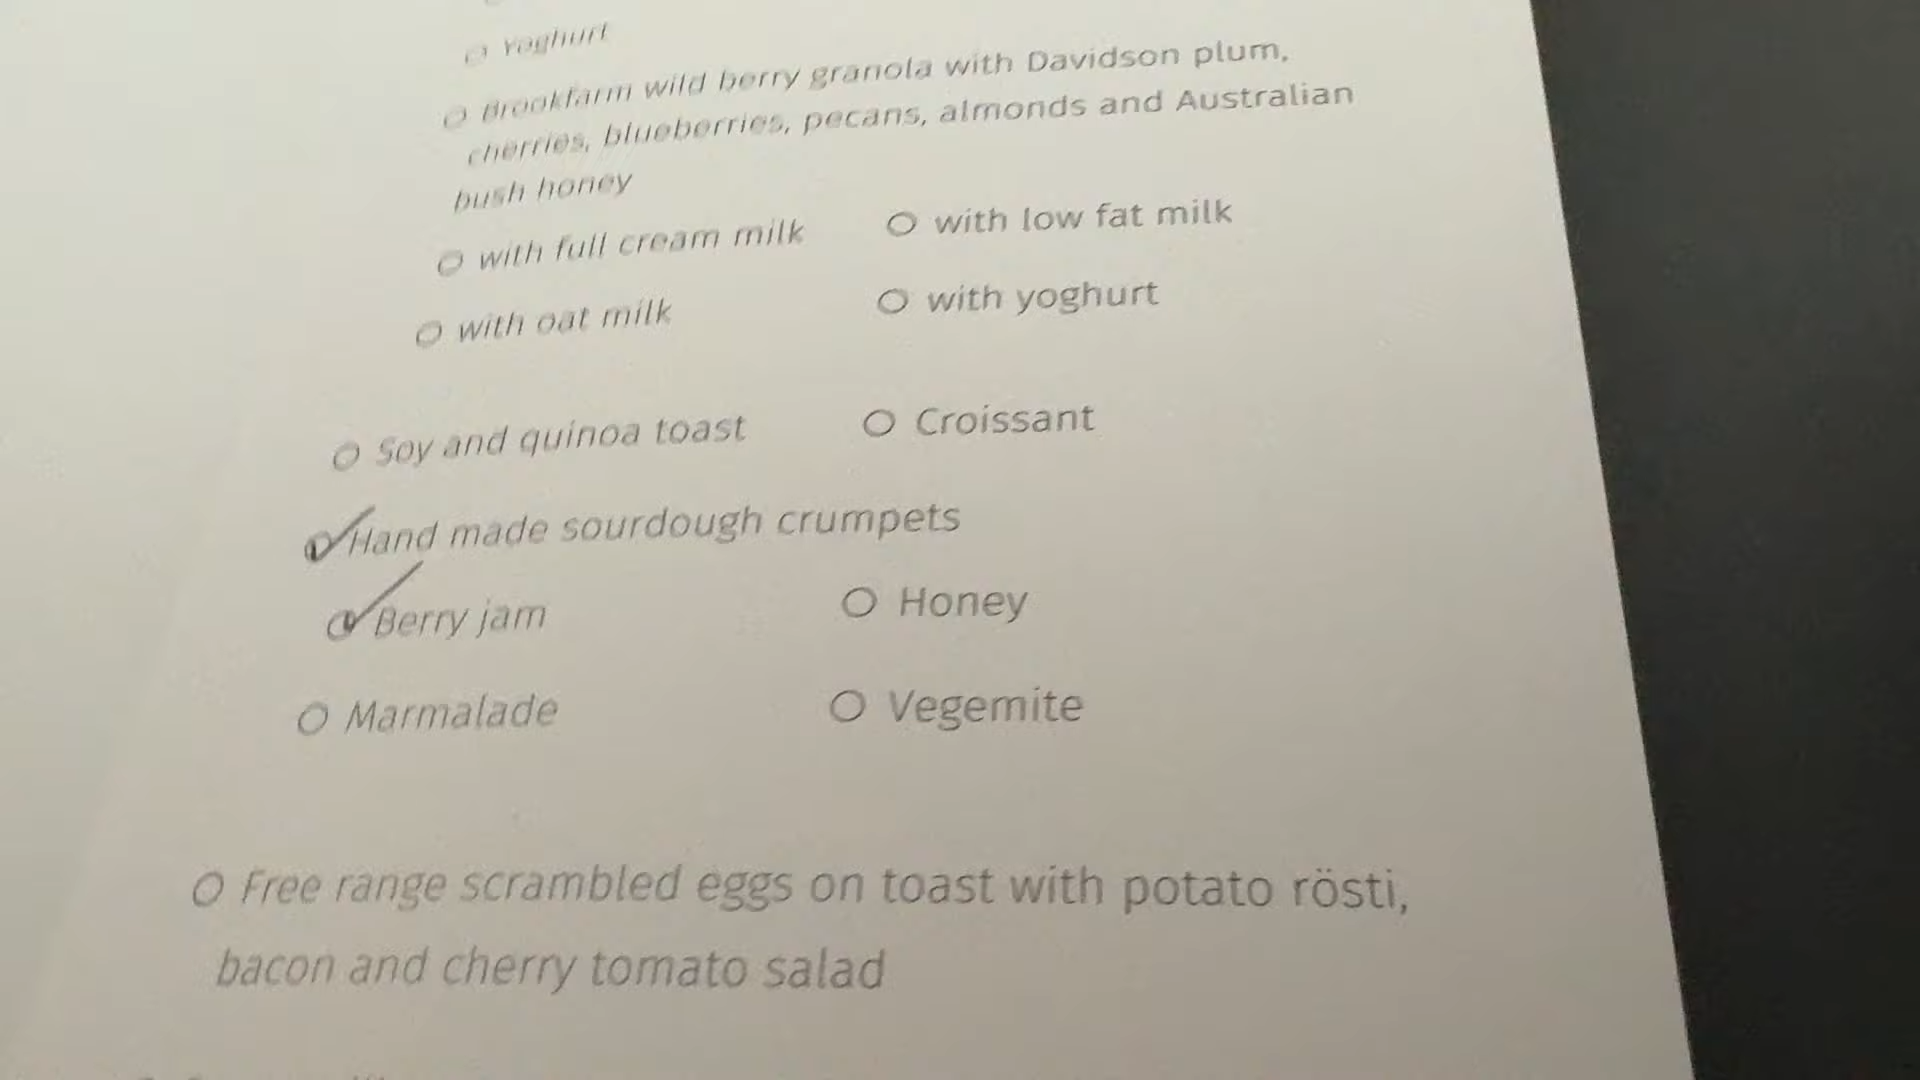 Yoghurt
Brookfarm wild berry granola with Davidson plum,
cherries, blueberries, pecans, almonds and Australian
bush honey
with full cream milk with low fat milk
with oat milk with yoghurt
Soy and quinoa toast Croissant
Hand made sourdough crumpets
Berry jam Honey
Marmalade Vegemite
Free range scrambled eggs on toast with potato rösti,
bacon and cherry tomato salad